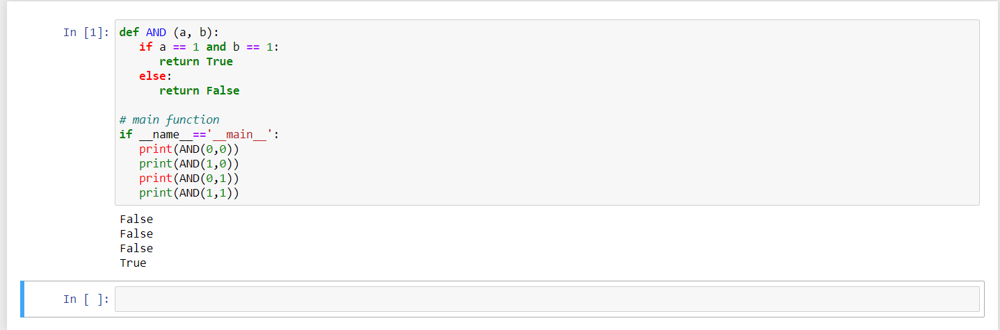 In [1]: def AND (a, b):
   if a == 1 and b == 1:
      return True
   else:
      return False

# main function
if __name__=='__main__':
   print(AND(0,0))
   print(AND(1,0))
   print(AND(0,1))
   print(AND(1,1))
False
False
False
True
In [ ]: